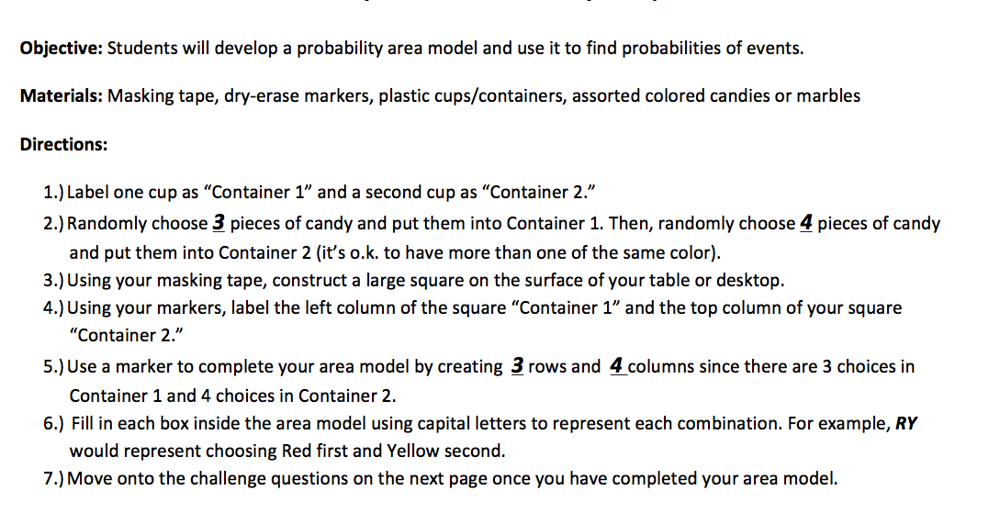 Objective: Students will develop a probability area model and use it to find probabilities of events.
Materials: Masking tape, dry-erase markers, plastic cups/containers, assorted colored candies or marbles
Directions:
1.) Label one cup as “Container 1” and a second cup as “Container 2.”
2.) Randomly choose 3 pieces of candy and put them into Container 1. Then, randomly choose 4 pieces of candy
and put them into Container 2 (it’s o.k. to have more than one of the same color).
3.) Using your masking tape, construct a large square on the surface of your table or desktop.
4.) Using your markers, label the left column of the square “Container 1” and the top column of your square
“Container 2.”
5.) Use a marker to complete your area model by creating 3 rows and 4 columns since there are 3 choices in
Container 1 and 4 choices in Container 2.
6.) Fill in each box inside the area model using capital letters to represent each combination. For example, RY
would represent choosing Red first and Yellow second.
7.) Move onto the challenge questions on the next page once you have completed your area model.